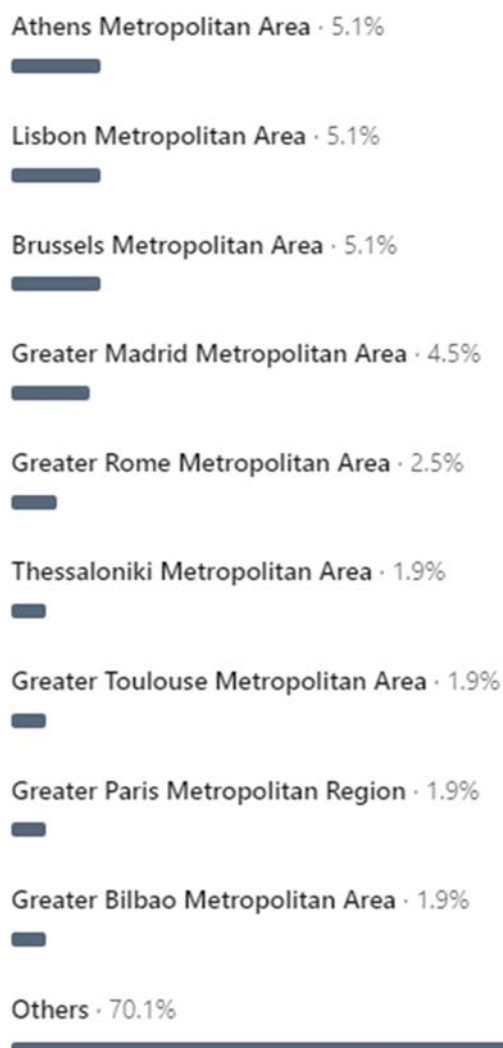 Athens Metropolitan Area · 5.1%
Lisbon Metropolitan Area · 5.1%
Brussels Metropolitan Area · 5.1%
Greater Madrid Metropolitan Area · 4.5%
Greater Rome Metropolitan Area · 2.5%
Thessaloniki Metropolitan Area · 1.9%
Greater Toulouse Metropolitan Area · 1.9%
Greater Paris Metropolitan Region · 1.9%
Greater Bilbao Metropolitan Area · 1.9%
Others · 70.1%